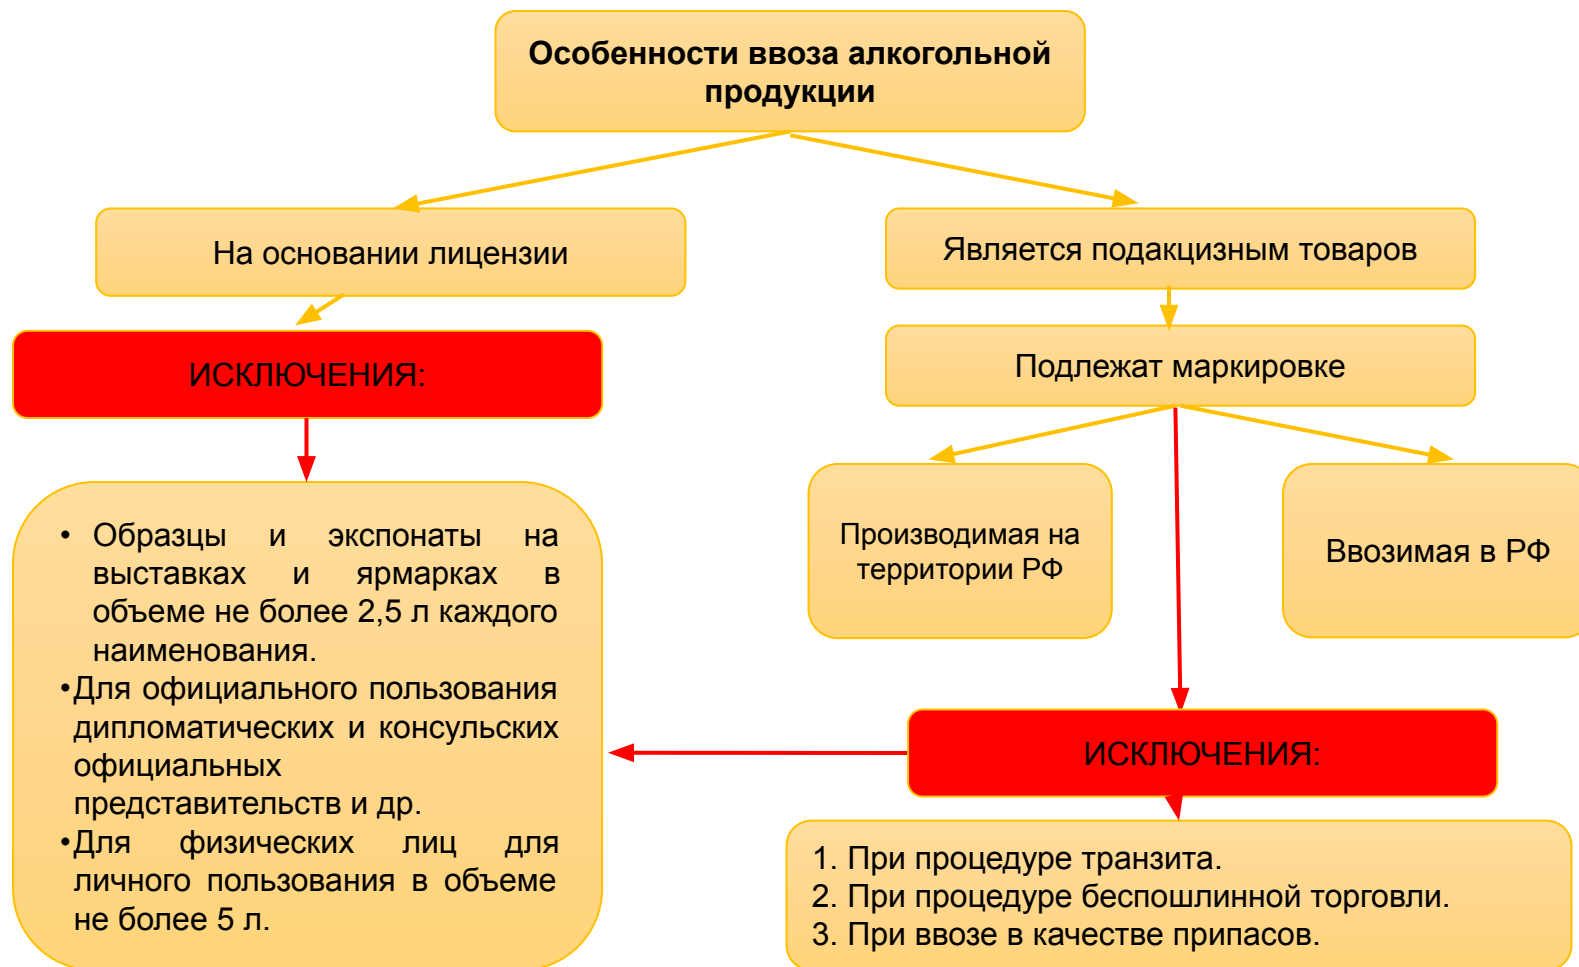 Особенности ввоза алкогольной
продукции
На основании лицензии
Является подакцизным товаров
ИСКЛЮЧЕНИЯ:
Подлежат маркировке
Производимая на
территории РФ
Ввозимая в РФ
• Образцы и экспонаты на
выставках и ярмарках в
объеме не более 2,5 л каждого
наименования.
•Для официального пользования
дипломатических и консульских
официальных
представительств и др.
•Для физических лиц для
личного пользования в объеме
не более 5 л.
ИСКЛЮЧЕНИЯ:
1. При процедуре транзита.
2. При процедуре беспошлинной торговли.
3. При ввозе в качестве припасов.